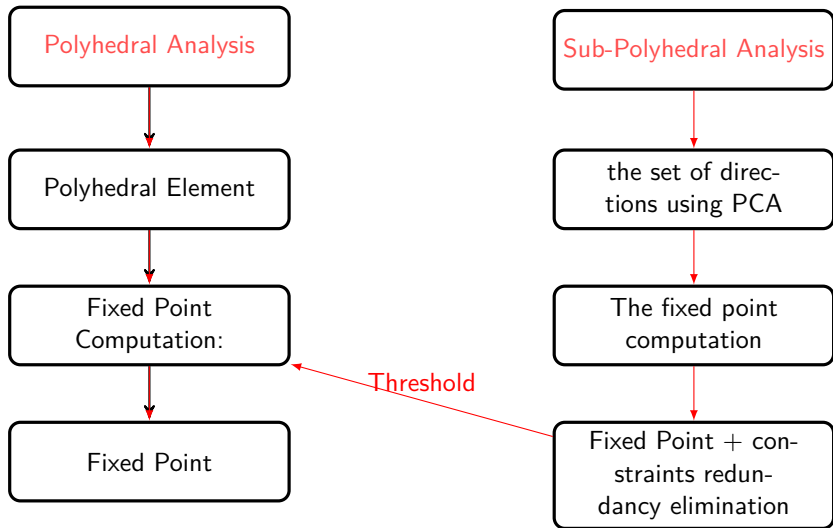 Polyhedral Analysis
Polyhedral Element
Fixed Point
Computation:
Fixed Point
Threshold
Sub-Polyhedral Analysis
the set of direc-
tions using PCA
The fixed point
computation
Fixed Point + con-
straints redun-
dancy elimination